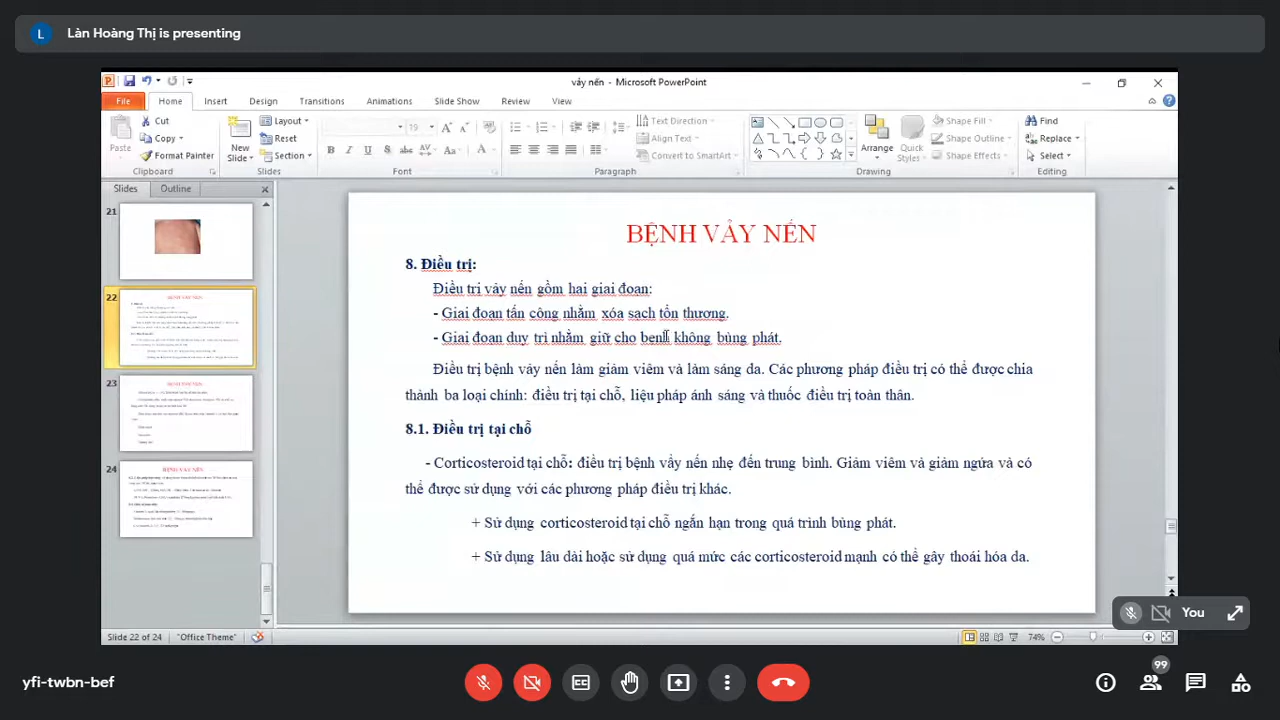 L Làn Hoàng Thị is presenting
vảy nến - Microsoft PowerPoint
File Home Insert Design Transitions Animations Slide Show Review View
Paste Cut Copy Format Painter Clipboard
New Slide Layout Reset Section Slides
19 B I U S abc AV Aa A Font
Text Direction Align Text Convert to SmartArt Paragraph
Arrange Quick Styles Shape Fill Shape Outline Shape Effects Drawing
Find Replace Select Editing
Slides Outline
21
22
23
24
BỆNH VẢY NẾN
8. Điều trị:
Điều trị vảy nến gồm hai giai đoạn:
- Giai đoạn tấn công nhằm xóa sạch tổn thương.
- Giai đoạn duy trì nhằm giữ cho bệnh không bùng phát.
Điều trị bệnh vảy nến làm giảm viêm và làm sáng da. Các phương pháp điều trị có thể được chia
thành ba loại chính: điều trị tại chỗ, liệu pháp ánh sáng và thuốc điều trị toàn thân.
8.1. Điều trị tại chỗ
- Corticosteroid tại chỗ: điều trị bệnh vảy nến nhẹ đến trung bình. Giảm viêm và giảm ngứa và có
thể được sử dụng với các phương pháp điều trị khác.
+ Sử dụng corticosteroid tại chỗ ngắn hạn trong quá trình bùng phát.
+ Sử dụng lâu dài hoặc sử dụng quá mức các corticosteroid mạnh có thể gây thoái hóa da.
Slide 22 of 24 "Office Theme" 74%
You
yfi-twbn-bef
99